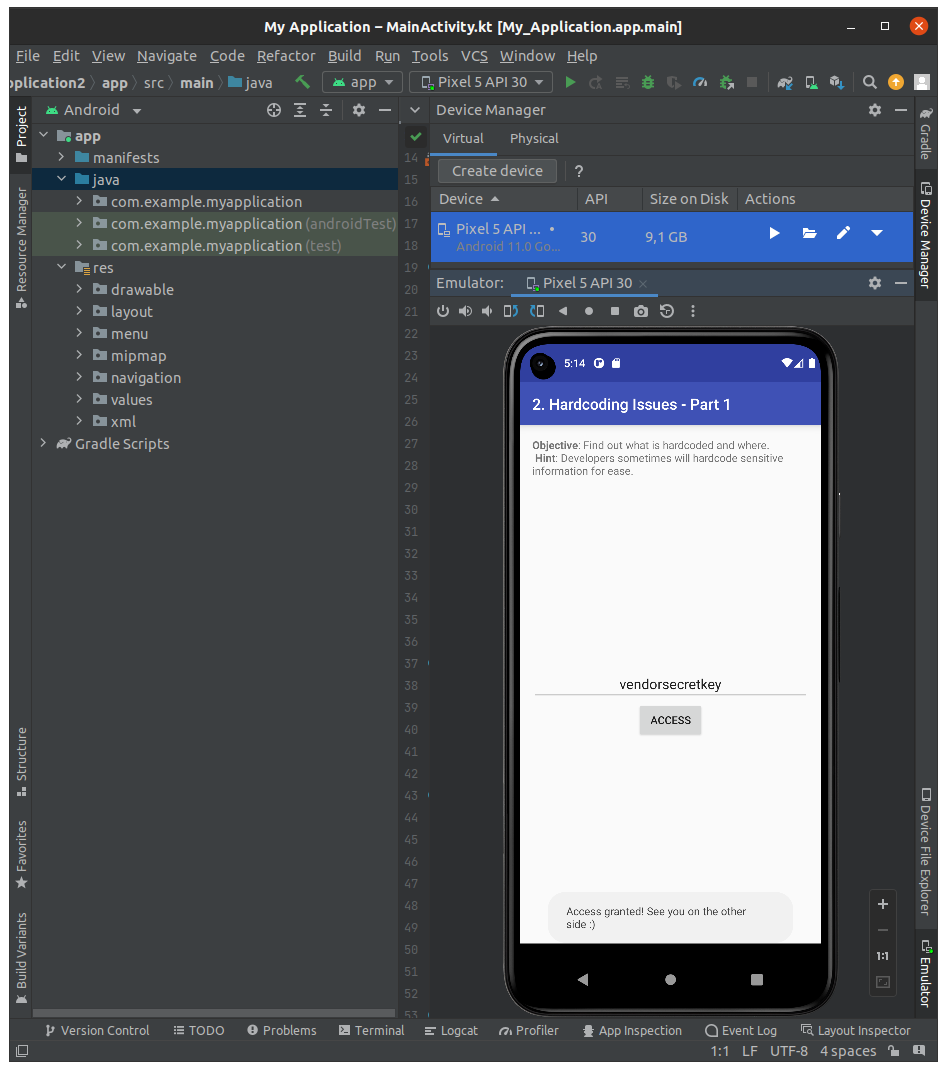 My Application – MainActivity.kt [My_Application.app.main]
File Edit View Navigate Code Refactor Build Run Tools VCS Window Help
pplication2 app src main java app Pixel 5 API 30
Project
Resource Manager
Structure
Favorites
Build Variants
Android
app
manifests
java
com.example.myapplication
com.example.myapplication (androidTest)
com.example.myapplication (test)
res
drawable
layout
menu
mipmap
navigation
values
xml
Gradle Scripts
14
15
16
17
18
19
20
21
22
23
24
25
26
27
28
29
30
31
32
33
34
35
36
37
38
39
40
41
42
43
44
45
46
47
48
49
50
51
52
53
Device Manager
Virtual Physical
Create device ?
Device API Size on Disk Actions
Pixel 5 API ... 30 9,1 GB
Android 11.0 Go...
Emulator: Pixel 5 API 30
5:14
2. Hardcoding Issues - Part 1
Objective: Find out what is hardcoded and where.
Hint: Developers sometimes will hardcode sensitive
information for ease.
vendorsecretkey
ACCESS
Access granted! See you on the other
side :)
1:1
Gradle
Device Manager
Device File Explorer
Emulator
Version Control TODO Problems Terminal Logcat Profiler App Inspection Event Log Layout Inspector
1:1 LF UTF-8 4 spaces